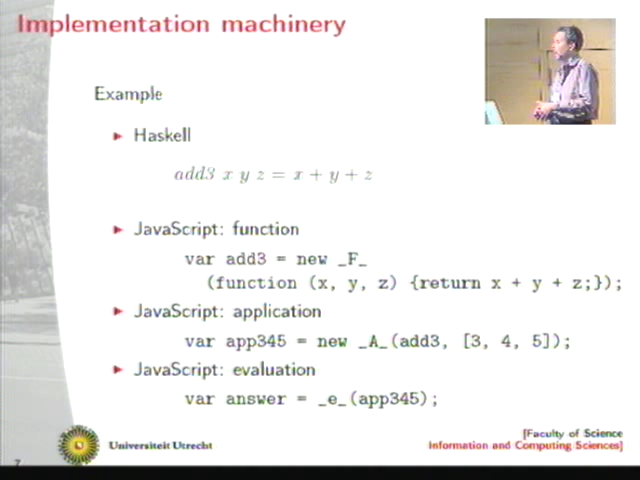 Implementation machinery
Example
► Haskell
add3 x y z = x + y + z
► JavaScript: function
var add3 = new _F_
(function (x, y, z) {return x + y + z;});
► JavaScript: application
var app345 = new _A_(add3, [3, 4, 5]);
► JavaScript: evaluation
var answer = _e_(app345);
Universiteit Utrecht
[Faculty of Science
Information and Computing Sciences]
7